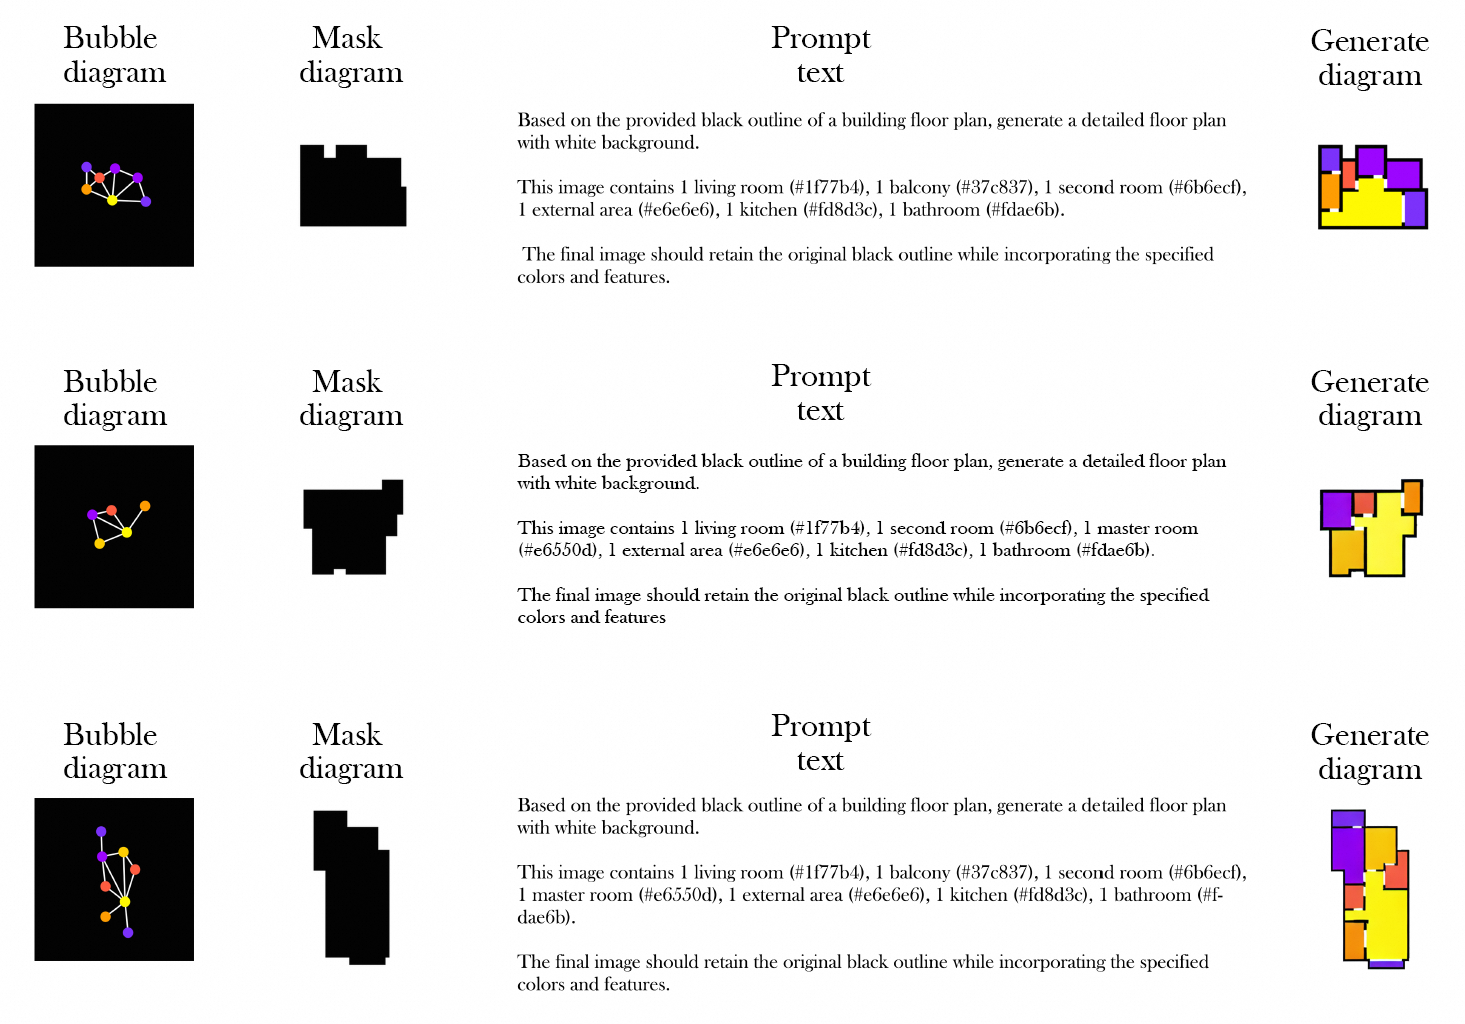 Bubble
diagram
Mask
diagram
Prompt
text
Generate
diagram
Based on the provided black outline of a building floor plan, generate a detailed floor plan
with white background.
This image contains 1 living room (#1f77b4), 1 balcony (#37c837), 1 second room (#6b6ecf),
1 external area (#e6e6e6), 1 kitchen (#fd8d3c), 1 bathroom (#fdae6b).
The final image should retain the original black outline while incorporating the specified
colors and features.
Bubble
diagram
Mask
diagram
Prompt
text
Generate
diagram
Based on the provided black outline of a building floor plan, generate a detailed floor plan
with white background.
This image contains 1 living room (#1f77b4), 1 second room (#6b6ecf), 1 master room
(#e6550d), 1 external area (#e6e6e6), 1 kitchen (#fd8d3c), 1 bathroom (#fdae6b).
The final image should retain the original black outline while incorporating the specified
colors and features
Bubble
diagram
Mask
diagram
Prompt
text
Generate
diagram
Based on the provided black outline of a building floor plan, generate a detailed floor plan
with white background.
This image contains 1 living room (#1f77b4), 1 balcony (#37c837), 1 second room (#6b6ecf),
1 master room (#e6550d), 1 external area (#e6e6e6), 1 kitchen (#fd8d3c), 1 bathroom (#f-
dae6b).
The final image should retain the original black outline while incorporating the specified
colors and features.